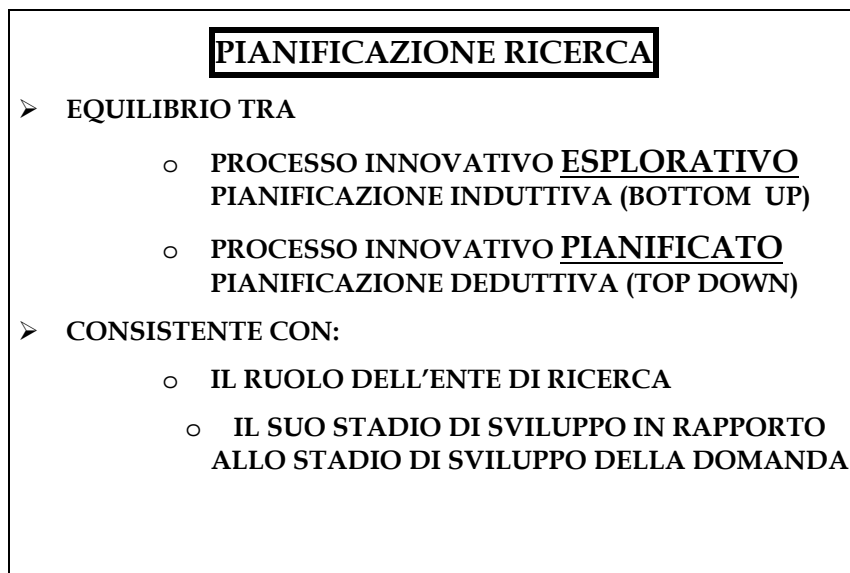 PIANIFICAZIONE RICERCA
➢ EQUILIBRIO TRA
o PROCESSO INNOVATIVO ESPLORATIVO
PIANIFICAZIONE INDUTTIVA (BOTTOM UP)
o PROCESSO INNOVATIVO PIANIFICATO
PIANIFICAZIONE DEDUTTIVA (TOP DOWN)
➢ CONSISTENTE CON:
o IL RUOLO DELL’ENTE DI RICERCA
o IL SUO STADIO DI SVILUPPO IN RAPPORTO
ALLO STADIO DI SVILUPPO DELLA DOMANDA